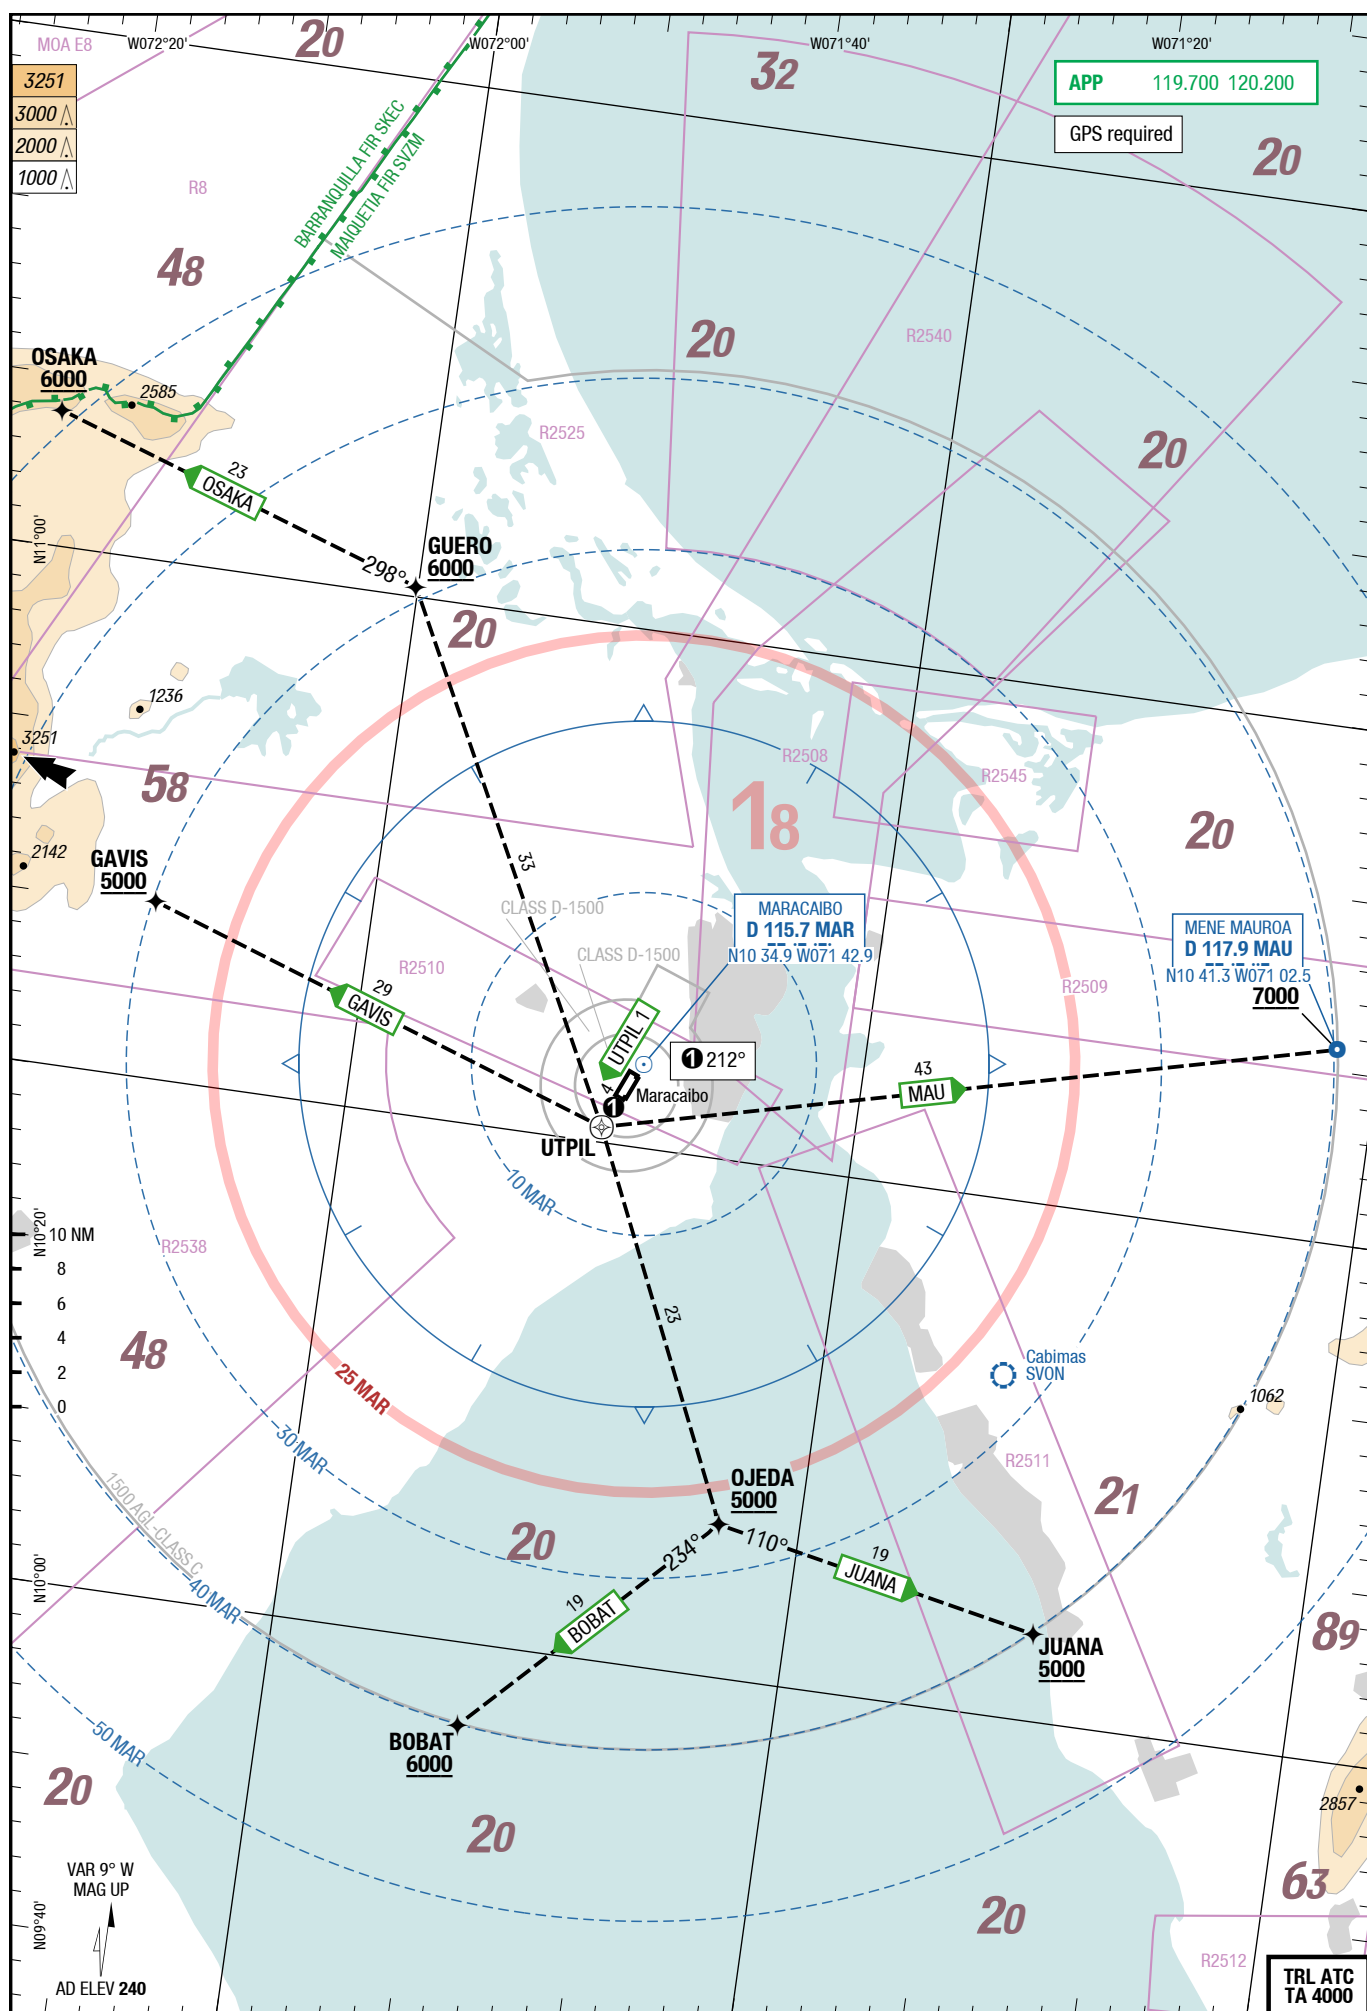 MOA E8
W072°20'
20
W072°00'
W071°40'
W071°20'
32
APP 119.700 120.200
GPS required
3251
3000
2000
1000
R8
BARRANQUILLA FIR SKEC
MAIQUETIA FIR SVZM
20
48
20
R2540
OSAKA
6000
2585
R2525
20
23
OSAKA
N11°00'
298°
GUERO
6000
20
1236
3251
58
R2508
R2545
18
20
2142
GAVIS
5000
33
CLASS D-1500
CLASS D-1500
MARACAIBO
D 115.7 MAR
N10 34.9 W071 42.9
MENE MAUROA
D 117.9 MAU
N10 41.3 W071 02.5
7000
R2510
R2509
29
GAVIS
UTPIL 1
1 212°
4
Maracaibo
1
43
MAU
UTPIL
10 MAR
N10°20'
10 NM
8
6
4
2
0
R2538
23
48
25 MAR
Cabimas
SVON
1062
30 MAR
R2511
1500 AGL-CLASS C
OJEDA
5000
21
20
234°
110°
19
JUANA
N10°00'
40 MAR
19
BOBAT
JUANA
5000
89
BOBAT
6000
50 MAR
20
20
2857
VAR 9° W
MAG UP
63
20
N09°40'
R2512
AD ELEV 240
TRL ATC
TA 4000